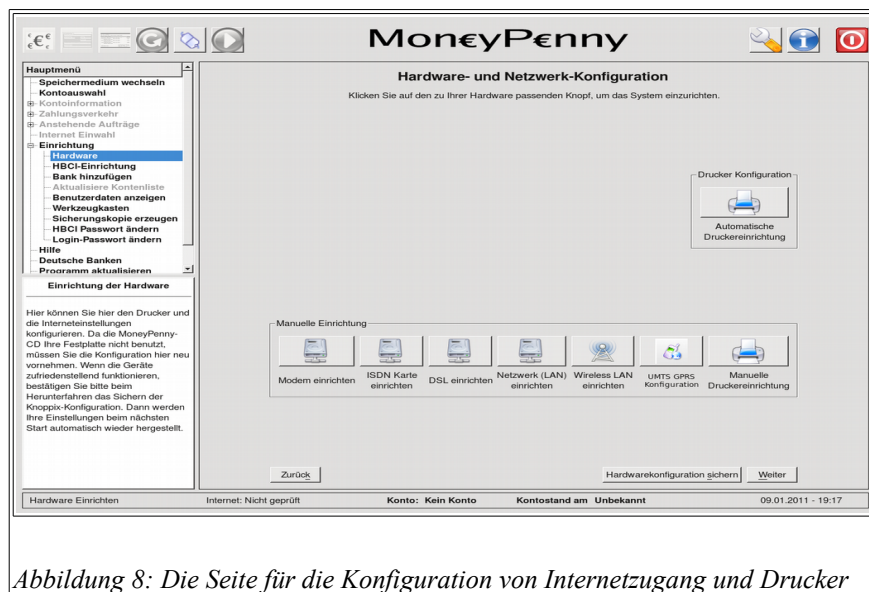 Mon€yP€nny
Hauptmenü
Speichermedium wechseln
Kontoauswahl
Kontoinformation
Zahlungsverkehr
Anstehende Aufträge
Internet Einwahl
Einrichtung
Hardware
HBCI-Einrichtung
Bank hinzufügen
Aktualisiere Kontenliste
Benutzerdaten anzeigen
Werkzeugkasten
Sicherungskopie erzeugen
HBCI Passwort ändern
Login-Passwort ändern
Hilfe
Deutsche Banken
Programm aktualisieren
Einrichtung der Hardware
Hier können Sie hier den Drucker und
die Interneteinstellungen
konfigurieren. Da die MoneyPenny-
CD Ihre Festplatte nicht benutzt,
müssen Sie die Konfiguration hier neu
vornehmen. Wenn die Geräte
zufriedenstellend funktionieren,
bestätigen Sie bitte beim
Herunterfahren das Sichern der
Knoppix-Konfiguration. Dann werden
Ihre Einstellungen beim nächsten
Start automatisch wieder hergestellt.
Hardware- und Netzwerk-Konfiguration
Klicken Sie auf den zu Ihrer Hardware passenden Knopf, um das System einzurichten.
Drucker Konfiguration
Automatische
Druckereinrichtung
Manuelle Einrichtung
Modem einrichten
ISDN Karte
einrichten
DSL einrichten
Netzwerk (LAN)
einrichten
Wireless LAN
einrichten
UMTS GPRS
Konfiguration
Manuelle
Druckereinrichtung
Zurück
Hardwarekonfiguration sichern
Weiter
Hardware Einrichten
Internet: Nicht geprüft
Konto: Kein Konto
Kontostand am Unbekannt
09.01.2011 - 19:17
Abbildung 8: Die Seite für die Konfiguration von Internetzugang und Drucker